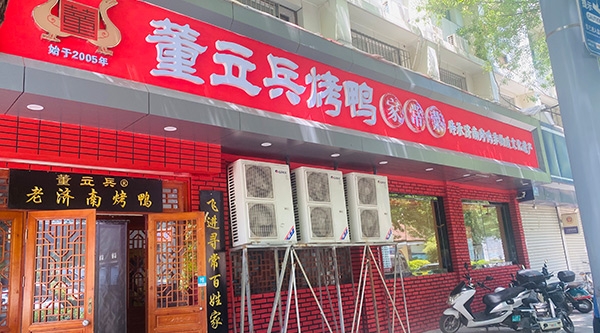 始于2005年
董立兵烤鸭
家常聚
董立兵®
老济南烤鸭
飞进寻常百姓家